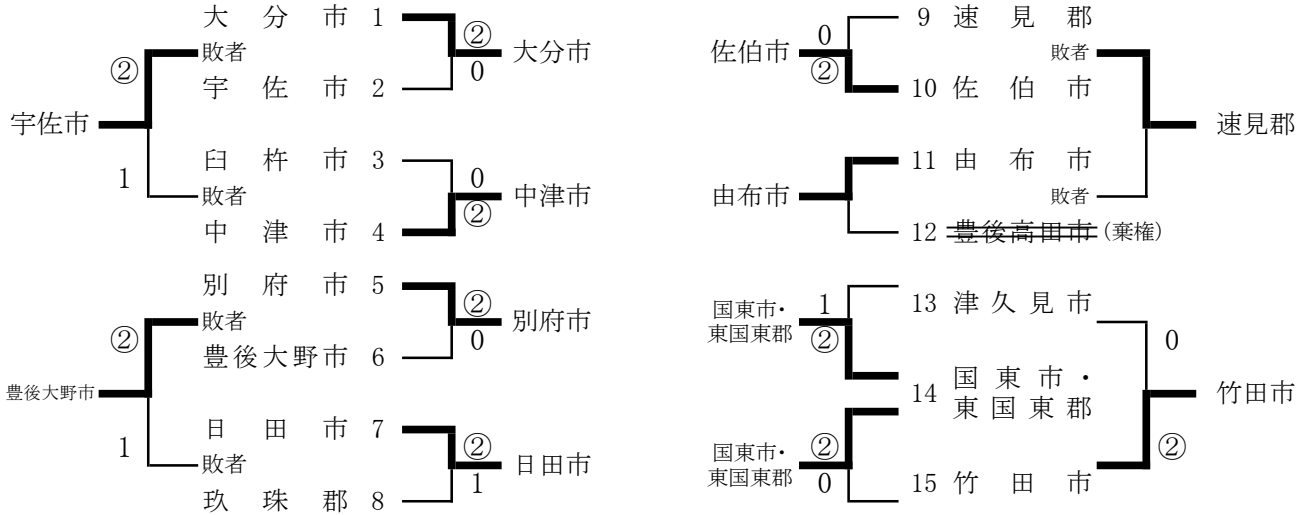 大分市 1
敗者
②
② 大分市
0
宇佐市 2
宇佐市
臼杵市 3
1
敗者
0
② 中津市
中津市 4
別府市 5
敗者
②
② 別府市
0
豊後大野市 6
豊後大野市
日田市 7
1
敗者
② 日田市
1
玖珠郡 8
9 速見郡
0
佐伯市
②
敗者
10 佐伯市
速見郡
11 由布市
由布市
敗者
12 豊後高田市 (棄権)
13 津久見市
国東市・
東国東郡
1
②
0
14 国東市・
東国東郡
竹田市
国東市・
東国東郡
②
0
②
15 竹田市